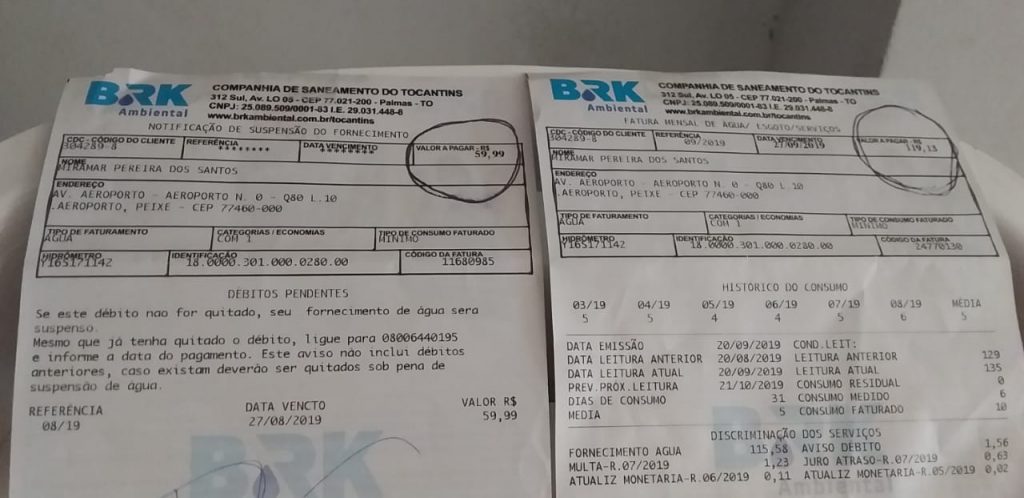 BRK
Ambiental
COMPANHIA DE SANEAMENTO DO TOCANTINS
312 Sul, Av. LO 05 - CEP 77.021-200 - Palmas - TO
CNPJ: 25.089.509/0001-83 I.E. 29.031.448-8
www.brkambiental.com.br/tocantins
NOTIFICAÇÃO DE SUSPENSÃO DO FORNECIMENTO
CDC - CÓDIGO DO CLIENTE REFERÊNCIA DATA VENCIMENTO VALOR A PAGAR - R$
304289-8 ******** ******** 59,99
NOME
MIRAMAR PEREIRA DOS SANTOS
ENDEREÇO
AV. AEROPORTO - AEROPORTO N. 0 - Q80 L.10
.AEROPORTO, PEIXE - CEP 77460-000
TIPO DE FATURAMENTO CATEGORIAS / ECONOMIAS TIPO DE CONSUMO FATURADO
AGUA COM 1 MINIMO
HIDRÔMETRO IDENTIFICAÇÃO CÓDIGO DA FATURA
Y16S171142 18.0000.301.000.0280.00 11680985
DEBITOS PENDENTES
Se este débito nao for quitado, seu fornecimento de água sera
suspenso.
Mesmo que já tenha quitado o débito, ligue para 08006440195
e informe a data do pagamento. Este aviso não inclui débitos
anteriores, caso existam deverão ser quitados sob pena de
suspensão de água.
REFERÊNCIA DATA VENCTO VALOR R$
08/19 27/08/2019 59,99
BRK
BRK
Ambiental
COMPANHIA DE SANEAMENTO DO TOCANTINS
312 Sul, Av. LO 05 - CEP 77.021-200 - Palmas - TO
CNPJ: 25.089.509/0001-83 I.E. 29.031.448-8
www.brkambiental.com.br/tocantins
FATURA MENSAL DE AGUA/ ESGOTO/SERVIÇOS
CDC - CÓDIGO DO CLIENTE REFERÊNCIA DATA VENCIMENTO VALOR A PAGAR - R$
304289-8 09/2019 27/09/2019 119,13
NOME
MIRAMAR PEREIRA DOS SANTOS
ENDEREÇO
AV. AEROPORTO - AEROPORTO N. 0 - Q80 L.10
.AEROPORTO, PEIXE - CEP 77460-000
TIPO DE FATURAMENTO CATEGORIAS / ECONOMIAS TIPO DE CONSUMO FATURADO
AGUA COM 1 MINIMO
HIDRÔMETRO IDENTIFICAÇÃO CÓDIGO DA FATURA
Y16S171142 18.0000.301.000.0280.00 24770130
HISTÓRICO DO CONSUMO
03/19 04/19 05/19 06/19 07/19 08/19 MÉDIA
5 5 4 4 5 6 5
DATA EMISSÃO 20/09/2019 COND.LEIT:
DATA LEITURA ANTERIOR 20/08/2019 LEITURA ANTERIOR 129
DATA LEITURA ATUAL 20/09/2019 LEITURA ATUAL 135
PREV.PRÓX.LEITURA 21/10/2019 CONSUMO RESIDUAL 0
DIAS DE CONSUMO 31 CONSUMO MEDIDO 6
MEDIA 5 CONSUMO FATURADO 10
DISCRIMINAÇÃO DOS SERVIÇOS
FORNECIMENTO AGUA 115,58 AVISO DEBITO 1,56
MULTA-R.07/2019 1,23 JURO ATRASO-R.07/2019 0,63
ATUALIZ MONETARIA-R.06/2019 0,11 ATUALIZ MONETARIA-R.05/2019 0,02
BRK
Ambiental